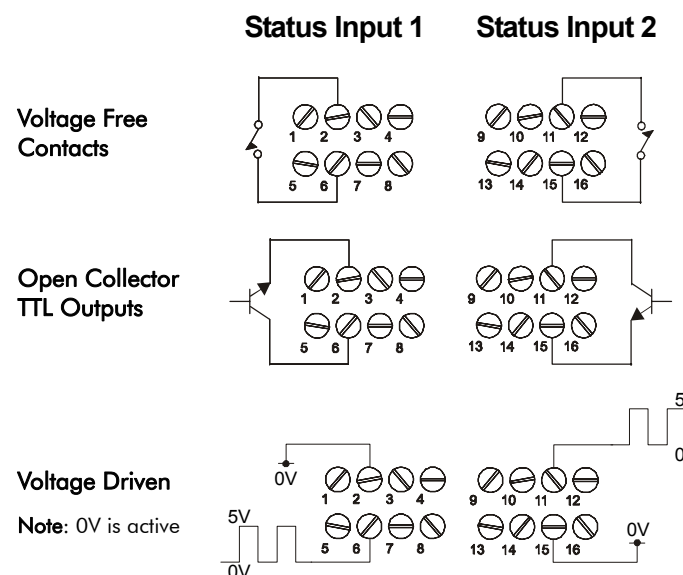 Status Input 1 Status Input 2
Voltage Free
Contacts
1 2 3 4
5 6 7 8
9 10 11 12
13 14 15 16
Open Collector
TTL Outputs
1 2 3 4
5 6 7 8
9 10 11 12
13 14 15 16
Voltage Driven
Note: 0V is active
0V
5V
0V
1 2 3 4
5 6 7 8
9 10 11 12
13 14 15 16
5
0
0V